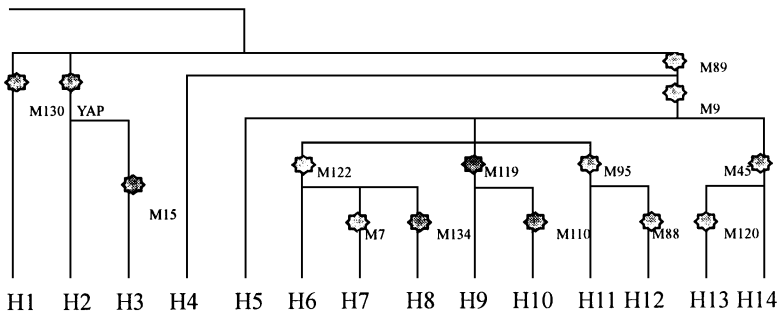 M89
M9
M130 YAP
M122 M119 M95 M45
M15
M7 M134 M110 M88 M120
H1 H2 H3 H4 H5 H6 H7 H8 H9 H10 H11 H12 H13 H14